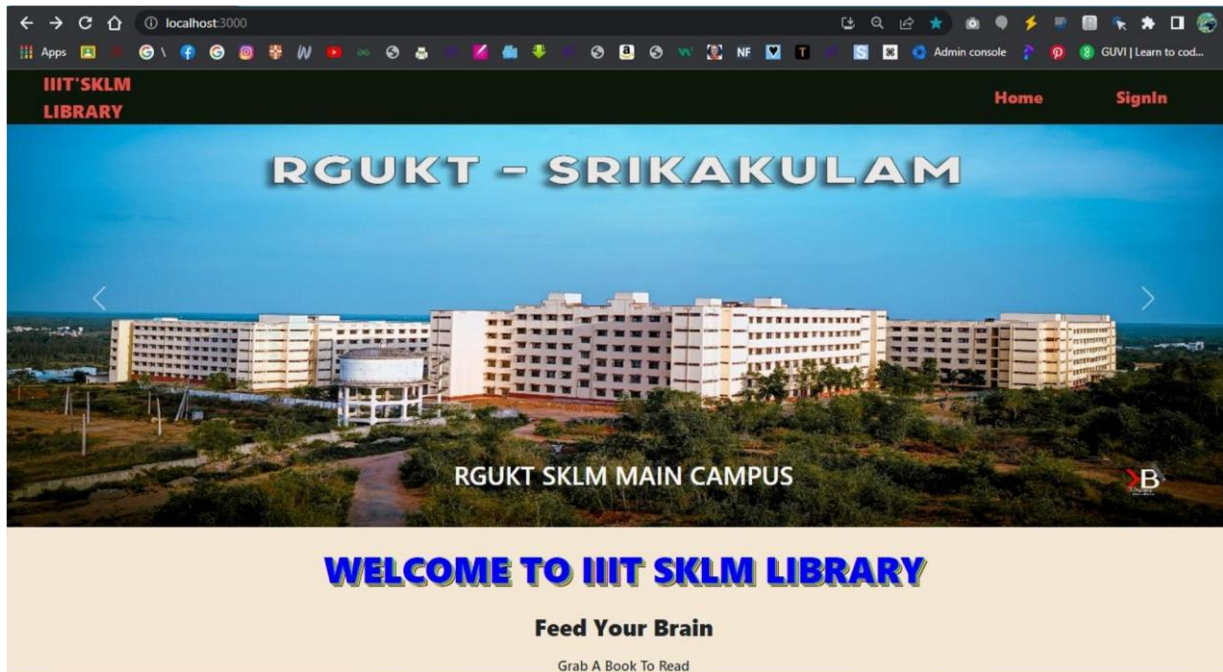 localhost:3000
Apps
G \
NF
Admin console
GUVI | Learn to cod...
IIIT'SKLM
LIBRARY
Home
SignIn
RGUKT - SRIKAKULAM
RGUKT SKLM MAIN CAMPUS
B
WELCOME TO IIIT SKLM LIBRARY
Feed Your Brain
Grab A Book To Read